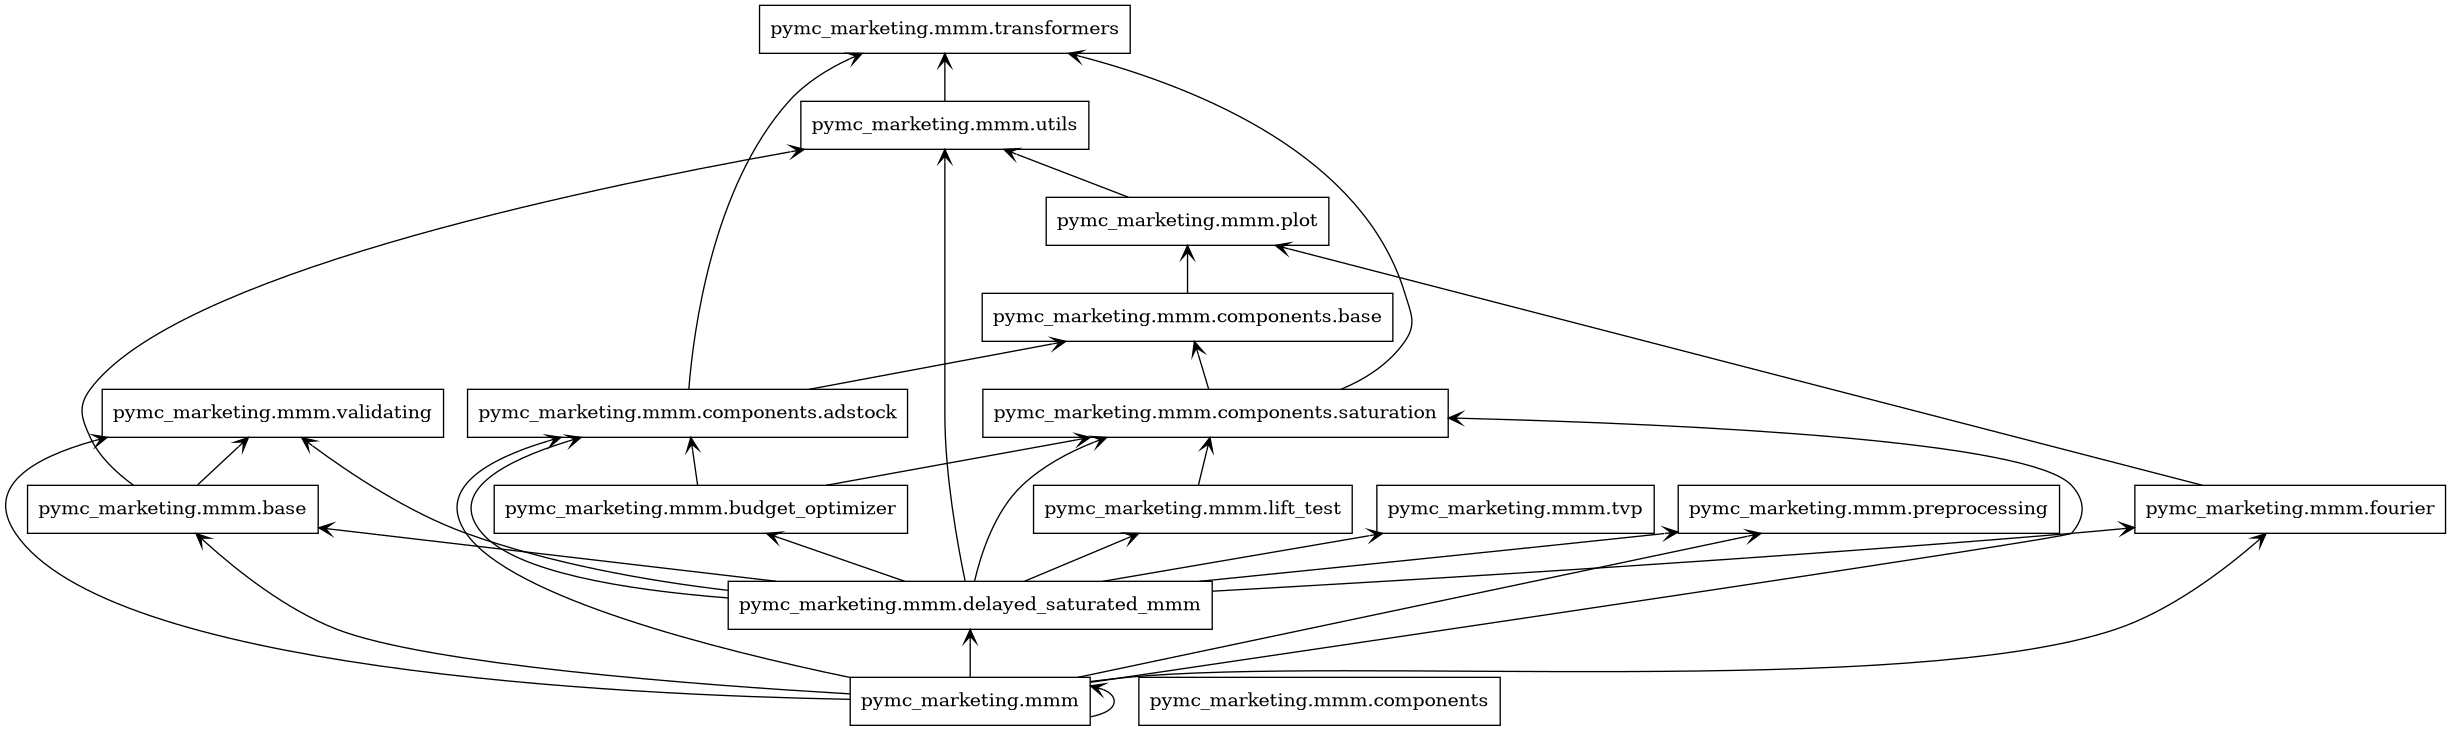 pymc_marketing.mmm.transformers
pymc_marketing.mmm.utils
pymc_marketing.mmm.plot
pymc_marketing.mmm.components.base
pymc_marketing.mmm.validating
pymc_marketing.mmm.components.adstock
pymc_marketing.mmm.components.saturation
pymc_marketing.mmm.base
pymc_marketing.mmm.budget_optimizer
pymc_marketing.mmm.lift_test
pymc_marketing.mmm.tvp
pymc_marketing.mmm.preprocessing
pymc_marketing.mmm.fourier
pymc_marketing.mmm.delayed_saturated_mmm
pymc_marketing.mmm
pymc_marketing.mmm.components